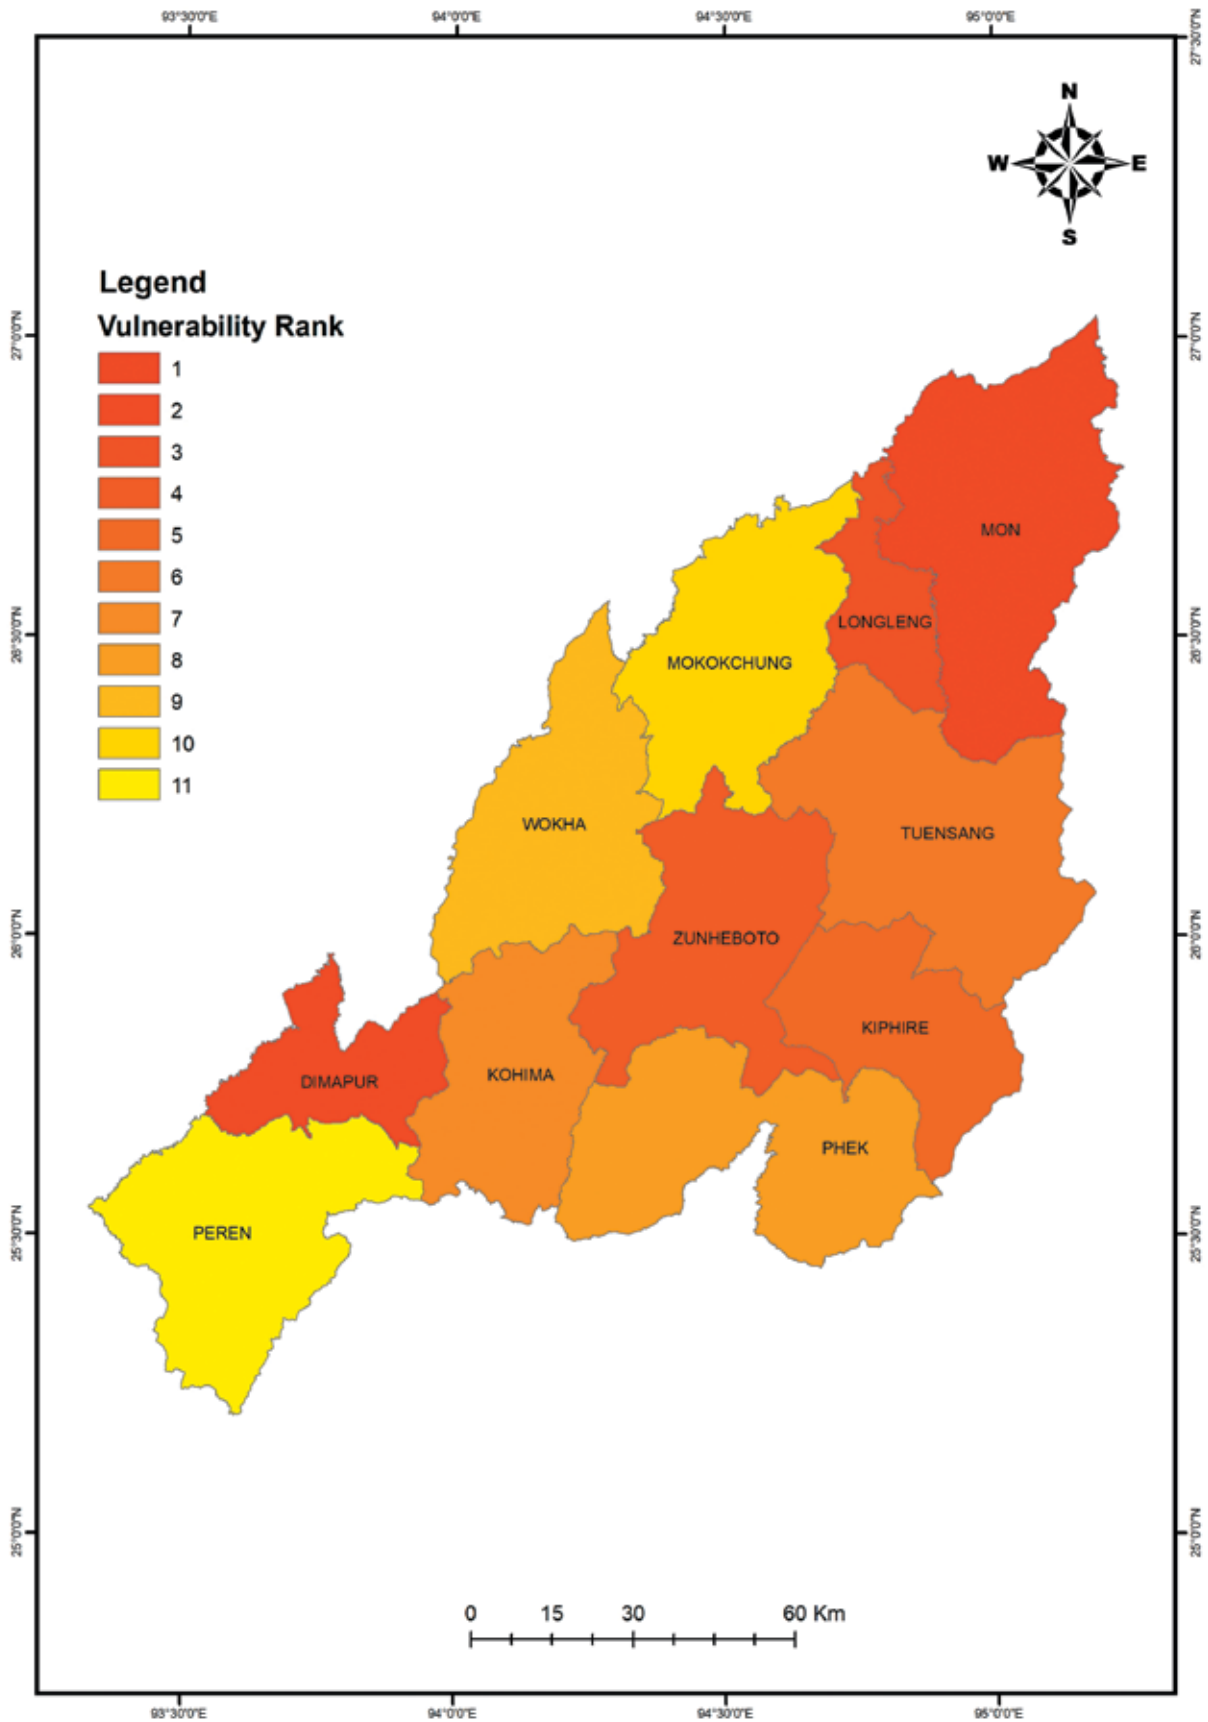 93°30'0"E 94°0'0"E 94°30'0"E 95°0'0"E
27°30'0"N 27°30'0"N
N
W E
S
Legend
Vulnerability Rank
1
2
3
4
5
6
7
8
9
10
11
27°0'0"N 27°0'0"N
MON
LONGLENG
26°30'0"N 26°30'0"N
MOKOKCHUNG
WOKHA
TUENSANG
26°0'0"N 26°0'0"N
ZUNHEBOTO
KIPHIRE
KOHIMA
DIMAPUR
PHEK
PEREN
25°30'0"N 25°30'0"N
25°0'0"N 25°0'0"N
0 15 30 60 Km
93°30'0"E 94°0'0"E 94°30'0"E 95°0'0"E